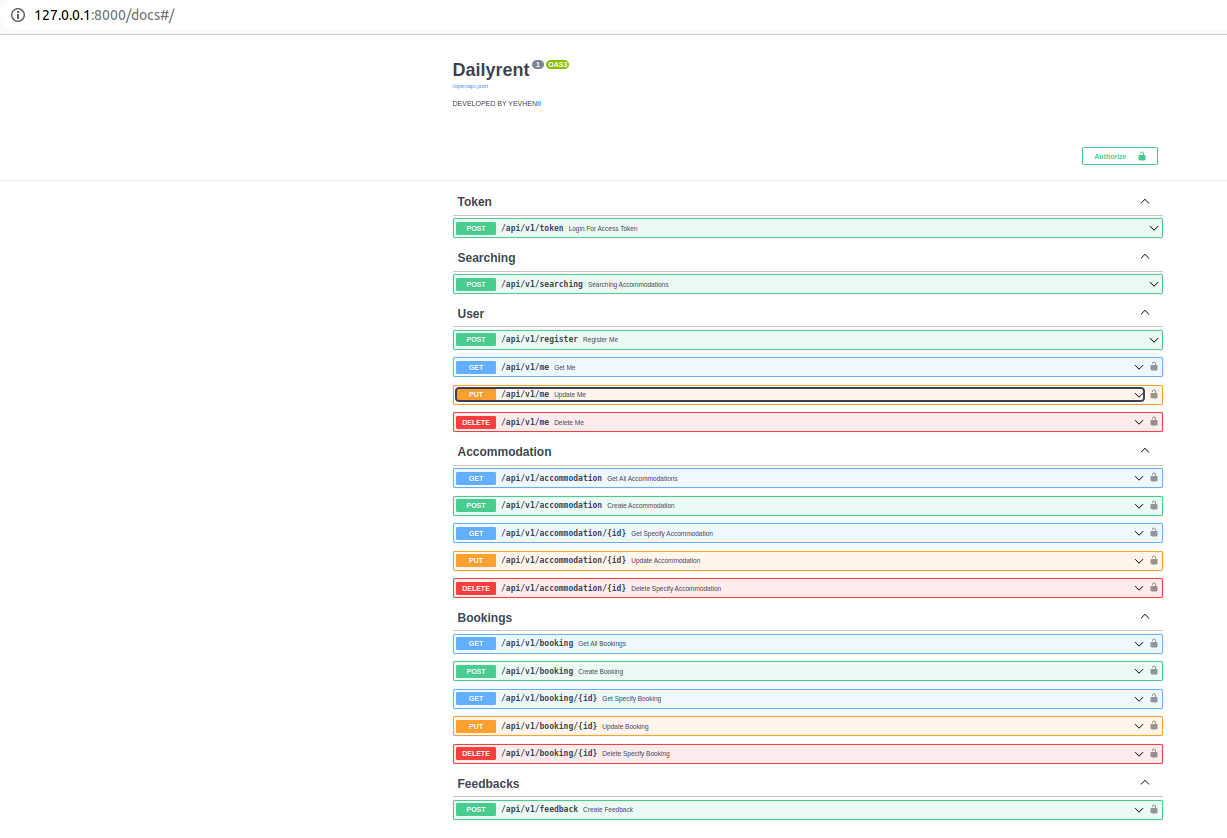 127.0.0.1:8000/docs#/
Dailyrent 1 OAS3
/openapi.json
DEVELOPED BY YEVHENII
Authorize
Token
POST /api/v1/token Login For Access Token
Searching
POST /api/v1/searching Searching Accommodations
User
POST /api/v1/register Register Me
GET /api/v1/me Get Me
PUT /api/v1/me Update Me
DELETE /api/v1/me Delete Me
Accommodation
GET /api/v1/accommodation Get All Accommodations
POST /api/v1/accommodation Create Accommodation
GET /api/v1/accommodation/{id} Get Specify Accommodation
PUT /api/v1/accommodation/{id} Update Accommodation
DELETE /api/v1/accommodation/{id} Delete Specify Accommodation
Bookings
GET /api/v1/booking Get All Bookings
POST /api/v1/booking Create Booking
GET /api/v1/booking/{id} Get Specify Booking
PUT /api/v1/booking/{id} Update Booking
DELETE /api/v1/booking/{id} Delete Specify Booking
Feedbacks
POST /api/v1/feedback Create Feedback